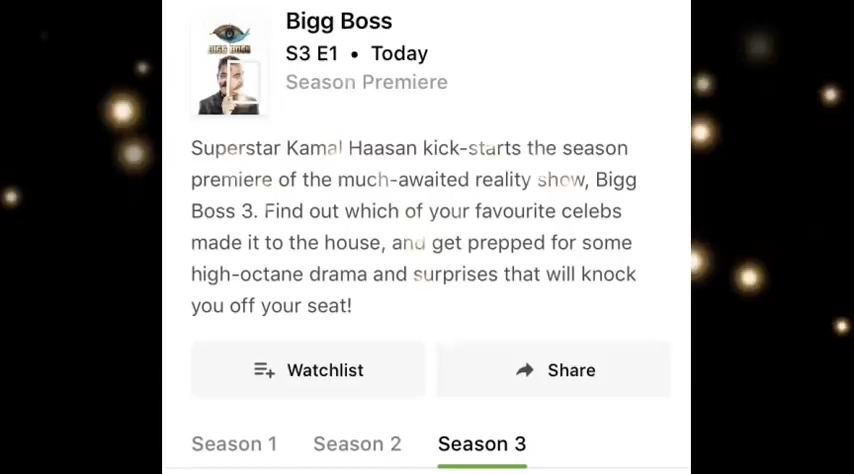 Bigg Boss
S3 E1 • Today
Season Premiere
BIGG BOSS
Superstar Kamal Haasan kick-starts the season
premiere of the much-awaited reality show, Bigg
Boss 3. Find out which of your favourite celebs
made it to the house, and get prepped for some
high-octane drama and surprises that will knock
you off your seat!
Watchlist
Share
Season 1
Season 2
Season 3